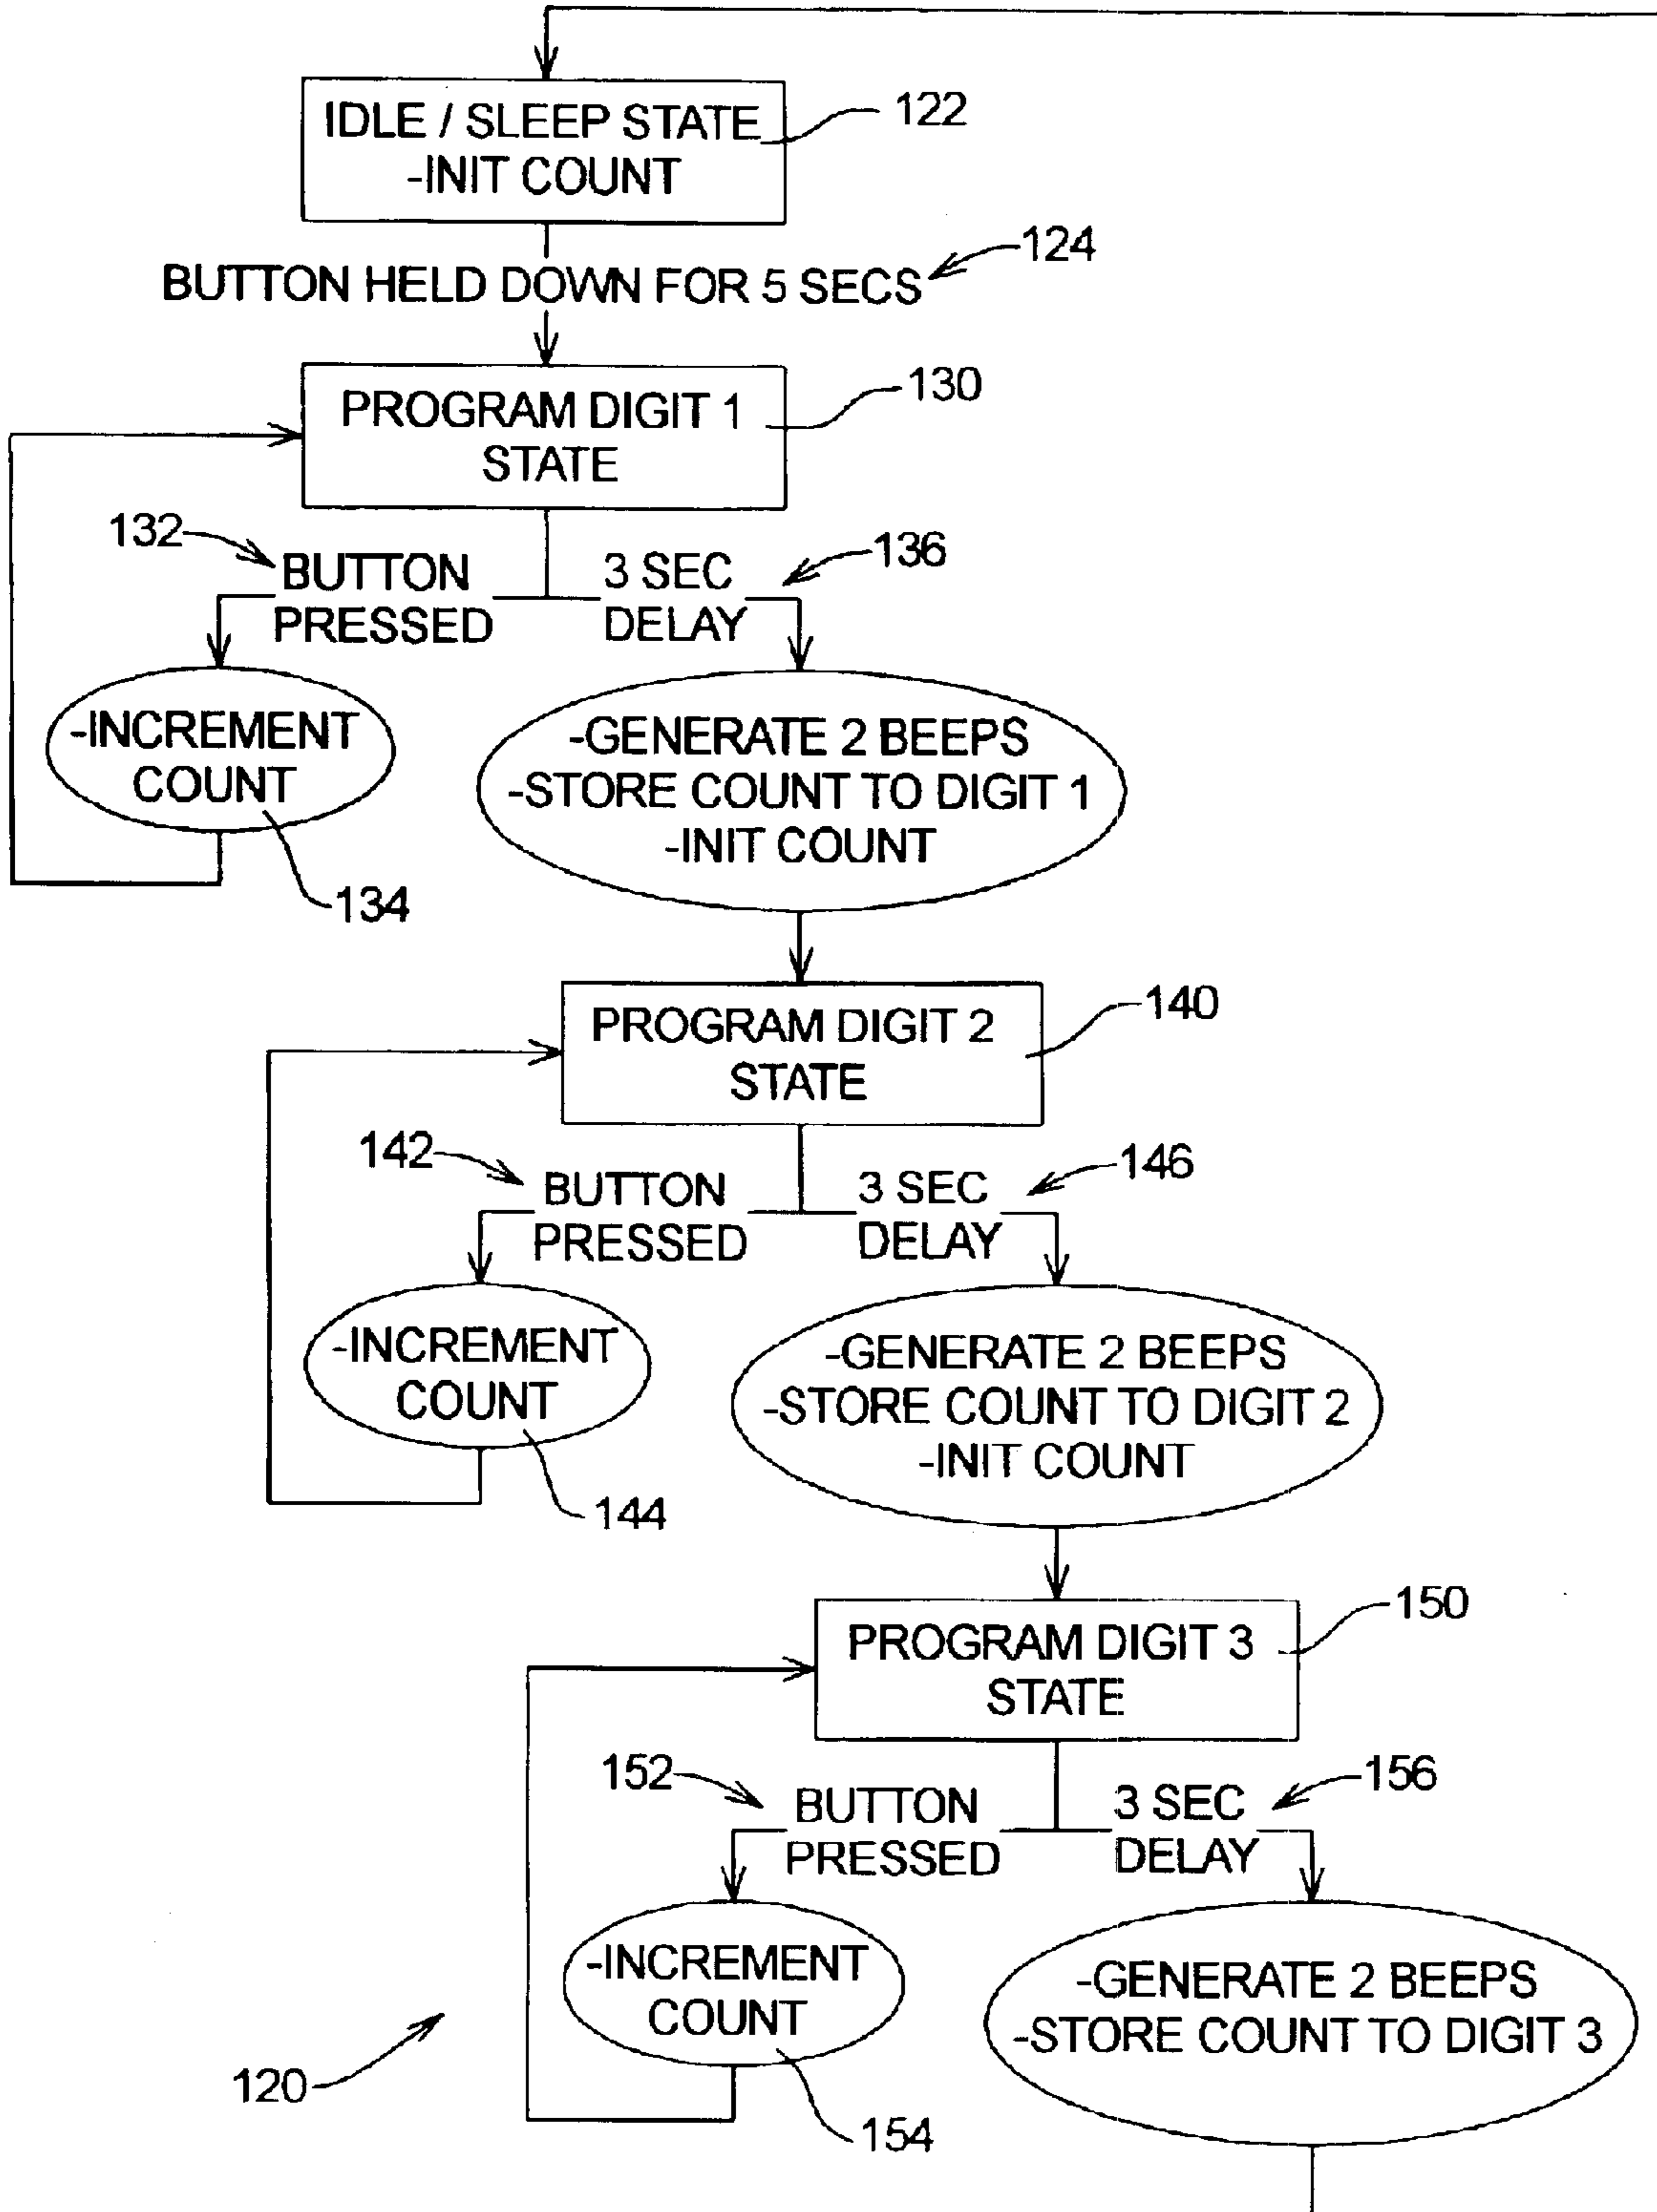 IDLE / SLEEP STATE
-INIT COUNT
122
124
BUTTON HELD DOWN FOR 5 SECS
130
PROGRAM DIGIT 1
STATE
132
BUTTON
PRESSED
3 SEC
DELAY
136
-INCREMENT
COUNT
134
-GENERATE 2 BEEPS
-STORE COUNT TO DIGIT 1
-INIT COUNT
PROGRAM DIGIT 2
STATE
140
142
BUTTON
PRESSED
3 SEC
DELAY
146
-INCREMENT
COUNT
144
-GENERATE 2 BEEPS
-STORE COUNT TO DIGIT 2
-INIT COUNT
PROGRAM DIGIT 3
STATE
150
152
BUTTON
PRESSED
3 SEC
DELAY
156
-INCREMENT
COUNT
154
-GENERATE 2 BEEPS
-STORE COUNT TO DIGIT 3
120